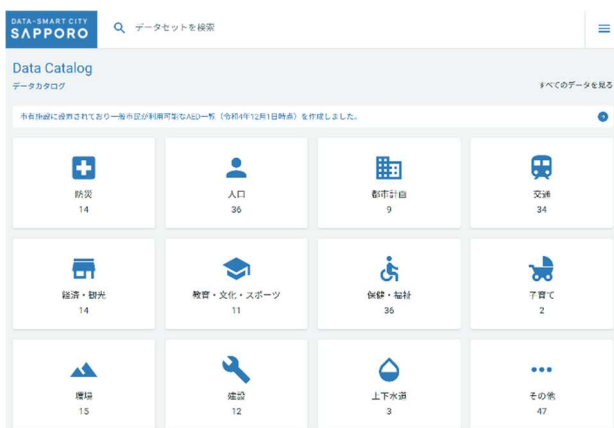 DATA-SMART CITY
SAPPORO
データセットを検索
Data Catalog
データカタログ
すべてのデータを見る
市有施設に設置されており一般市民が利用可能なAED一覧（令和4年12月1日時点）を作成しました。
防災
14
人口
36
都市計画
9
交通
34
経済・観光
14
教育・文化・スポーツ
11
保健・福祉
36
子育て
2
環境
15
建設
12
上下水道
3
その他
47